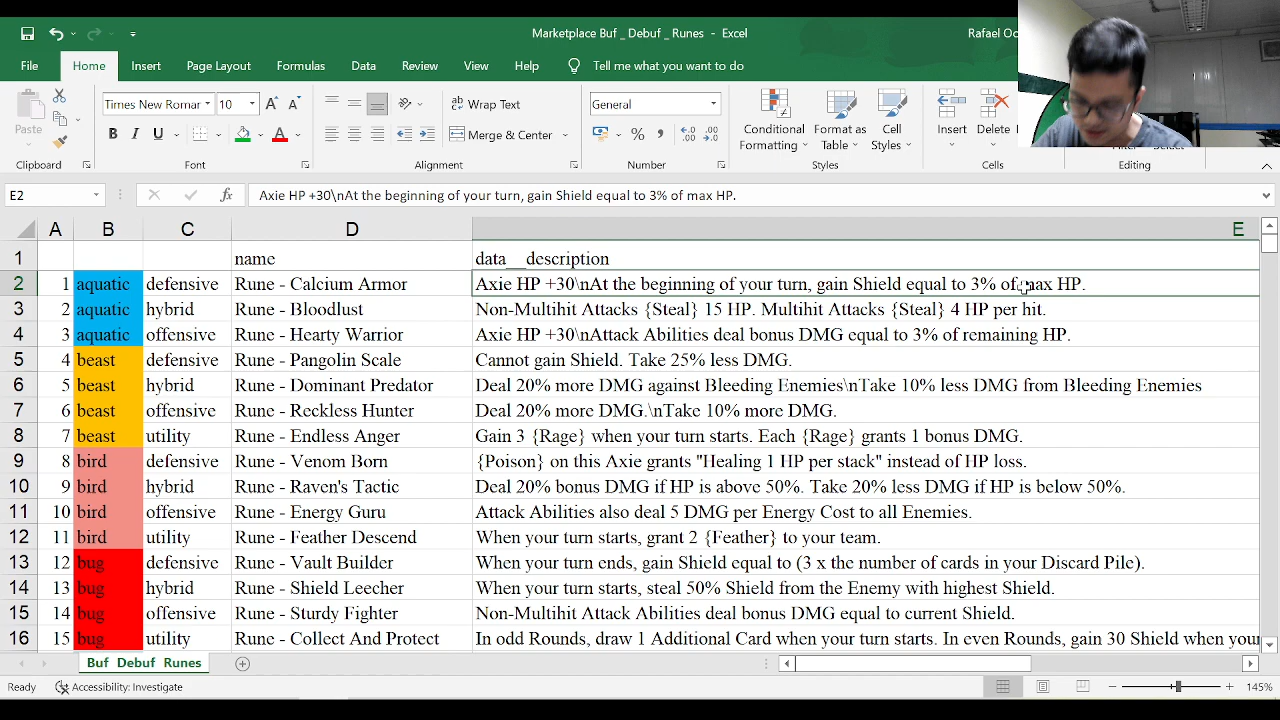 Marketplace Buf _ Debuf _ Runes - Excel
Rafael Oc
File Home Insert Page Layout Formulas Data Review View Help Tell me what you want to do
Paste
Times New Romar 10
B I U A
Wrap Text
Merge & Center
General
% ,
Conditional Formatting
Format as Table
Cell Styles
Insert
Delete
Clipboard Font Alignment Number Styles Cells Editing
E2 fx Axie HP +30\nAt the beginning of your turn, gain Shield equal to 3% of max HP.
A B C D E
1 name data__description
2 1 aquatic defensive Rune - Calcium Armor Axie HP +30\nAt the beginning of your turn, gain Shield equal to 3% of max HP.
3 2 aquatic hybrid Rune - Bloodlust Non-Multihit Attacks {Steal} 15 HP. Multihit Attacks {Steal} 4 HP per hit.
4 3 aquatic offensive Rune - Hearty Warrior Axie HP +30\nAttack Abilities deal bonus DMG equal to 3% of remaining HP.
5 4 beast defensive Rune - Pangolin Scale Cannot gain Shield. Take 25% less DMG.
6 5 beast hybrid Rune - Dominant Predator Deal 20% more DMG against Bleeding Enemies\nTake 10% less DMG from Bleeding Enemies
7 6 beast offensive Rune - Reckless Hunter Deal 20% more DMG.\nTake 10% more DMG.
8 7 beast utility Rune - Endless Anger Gain 3 {Rage} when your turn starts. Each {Rage} grants 1 bonus DMG.
9 8 bird defensive Rune - Venom Born {Poison} on this Axie grants "Healing 1 HP per stack" instead of HP loss.
10 9 bird hybrid Rune - Raven's Tactic Deal 20% bonus DMG if HP is above 50%. Take 20% less DMG if HP is below 50%.
11 10 bird offensive Rune - Energy Guru Attack Abilities also deal 5 DMG per Energy Cost to all Enemies.
12 11 bird utility Rune - Feather Descend When your turn starts, grant 2 {Feather} to your team.
13 12 bug defensive Rune - Vault Builder When your turn ends, gain Shield equal to (3 x the number of cards in your Discard Pile).
14 13 bug hybrid Rune - Shield Leecher When your turn starts, steal 50% Shield from the Enemy with highest Shield.
15 14 bug offensive Rune - Sturdy Fighter Non-Multihit Attack Abilities deal bonus DMG equal to current Shield.
16 15 bug utility Rune - Collect And Protect In odd Rounds, draw 1 Additional Card when your turn starts. In even Rounds, gain 30 Shield when your
Buf _Debuf _Runes
Ready Accessibility: Investigate 145%